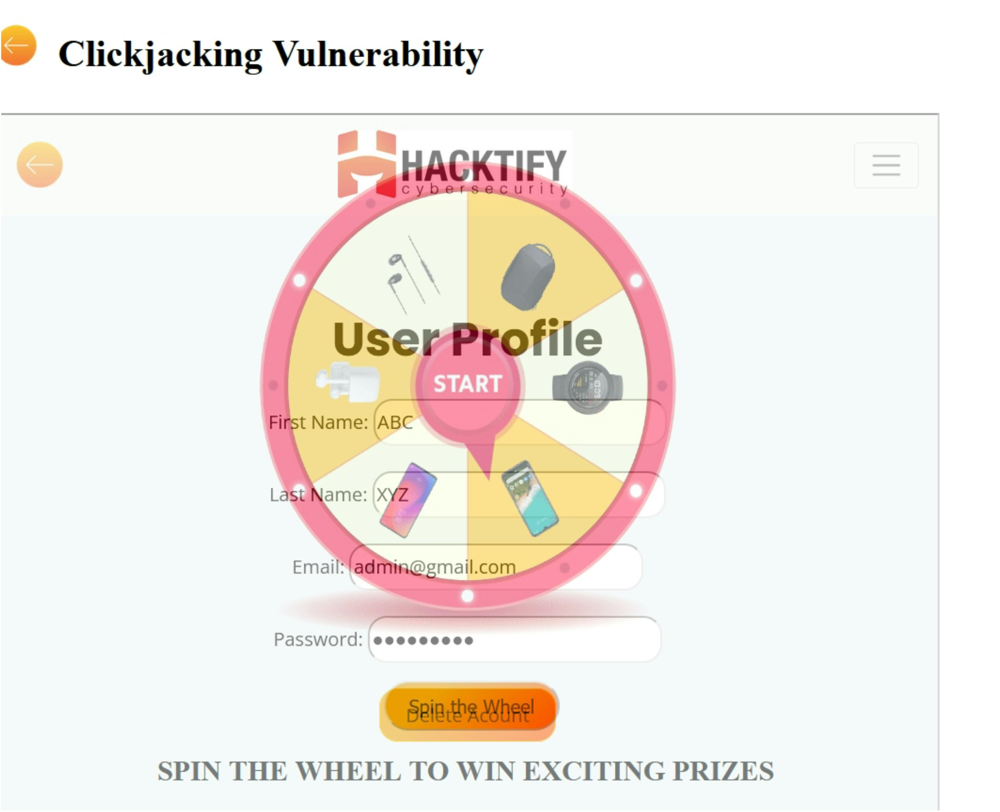 Clickjacking Vulnerability
HACKTIFY
cybersecurity
User Profile
START
First Name: ABC
Last Name: XYZ
Email: admin@gmail.com
Password: •••••••••
Spin the Wheel
Delete Acount
SPIN THE WHEEL TO WIN EXCITING PRIZES